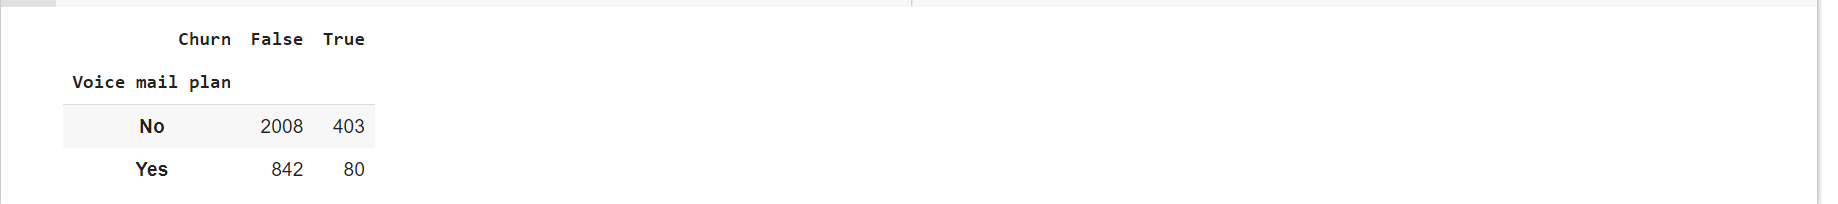 Churn False True
Voice mail plan
No 2008 403
Yes 842 80